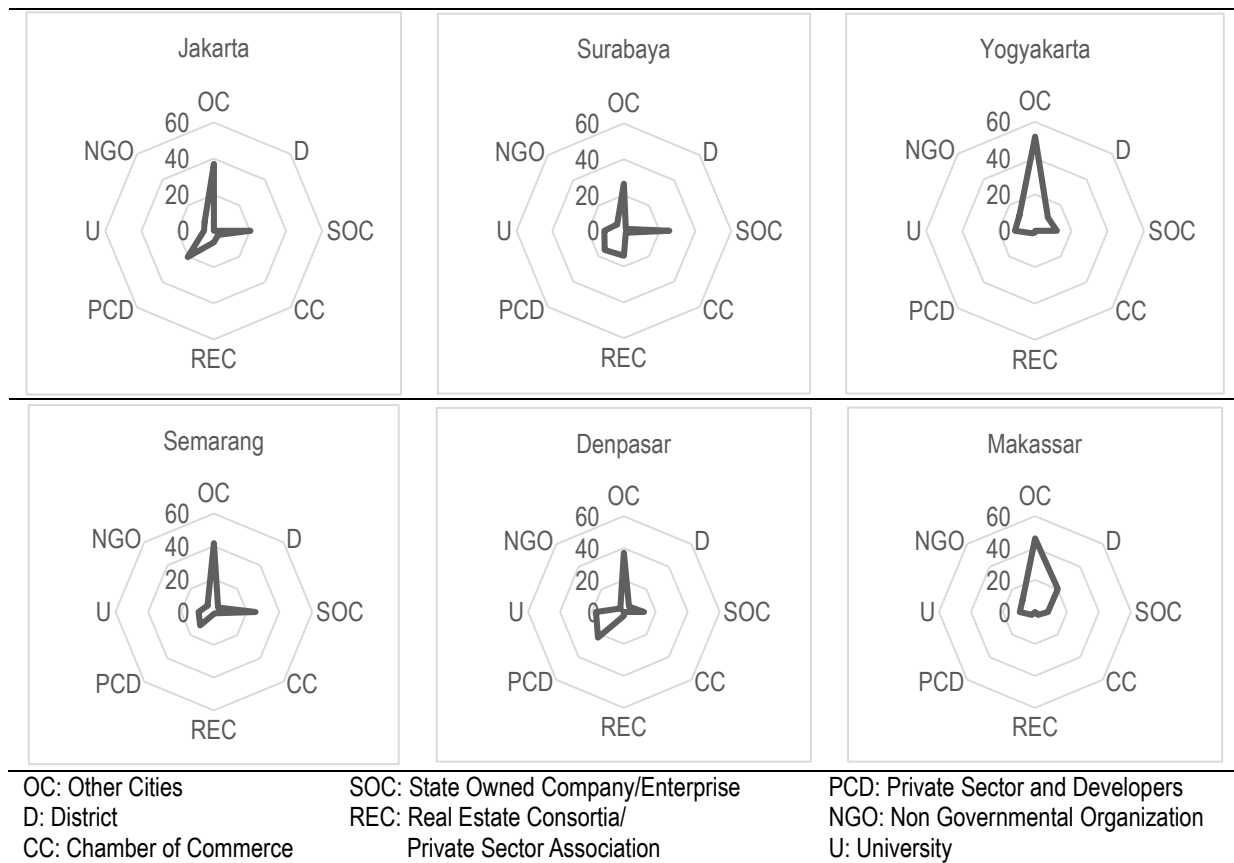 Jakarta
OC
60
NGO
D
40
20
U
0
SOC
PCD
CC
REC
Surabaya
OC
60
NGO
D
40
20
U
0
SOC
PCD
CC
REC
Yogyakarta
OC
60
NGO
D
40
20
U
0
SOC
PCD
CC
REC
Semarang
OC
60
NGO
D
40
20
U
0
SOC
PCD
CC
REC
Denpasar
OC
60
NGO
D
40
20
U
0
SOC
PCD
CC
REC
Makassar
OC
60
NGO
D
40
20
U
0
SOC
PCD
CC
REC
OC: Other Cities
D: District
CC: Chamber of Commerce
SOC: State Owned Company/Enterprise
REC: Real Estate Consortia/
Private Sector Association
PCD: Private Sector and Developers
NGO: Non Governmental Organization
U: University